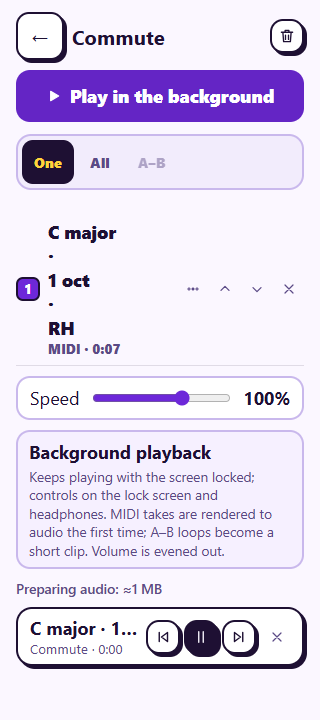 ← Commute
Play in the background
One All A–B
C major
·
1 oct
·
RH
1
MIDI · 0:07
Speed 100%
Background playback
Keeps playing with the screen locked;
controls on the lock screen and
headphones. MIDI takes are rendered to
audio the first time; A–B loops become a
short clip. Volume is evened out.
Preparing audio: ≈1 MB
C major · 1…
Commute · 0:00